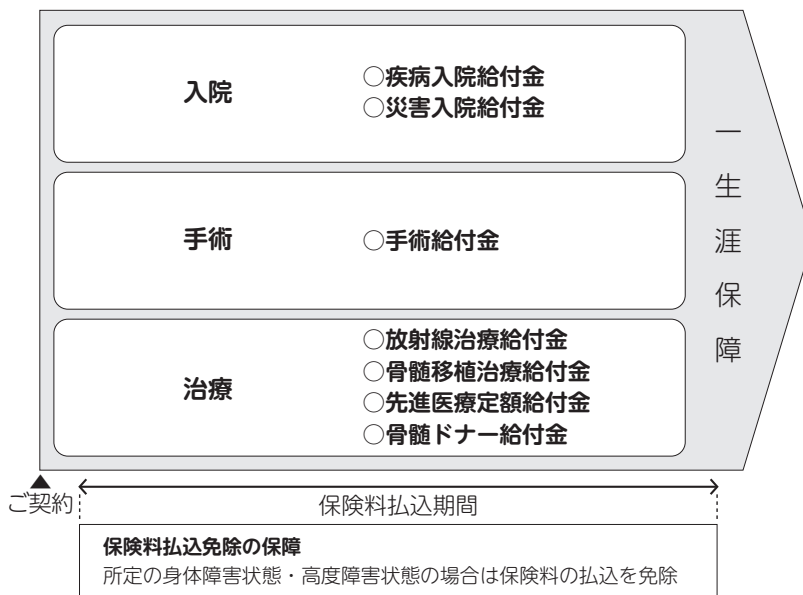 入院
○疾病入院給付金
○災害入院給付金
手術
○手術給付金
治療
○放射線治療給付金
○骨髄移植治療給付金
○先進医療定額給付金
○骨髄ドナー給付金
一生涯保障
▲
ご契約
保険料払込期間
保険料払込免除の保障
所定の身体障害状態・高度障害状態の場合は保険料の払込を免除